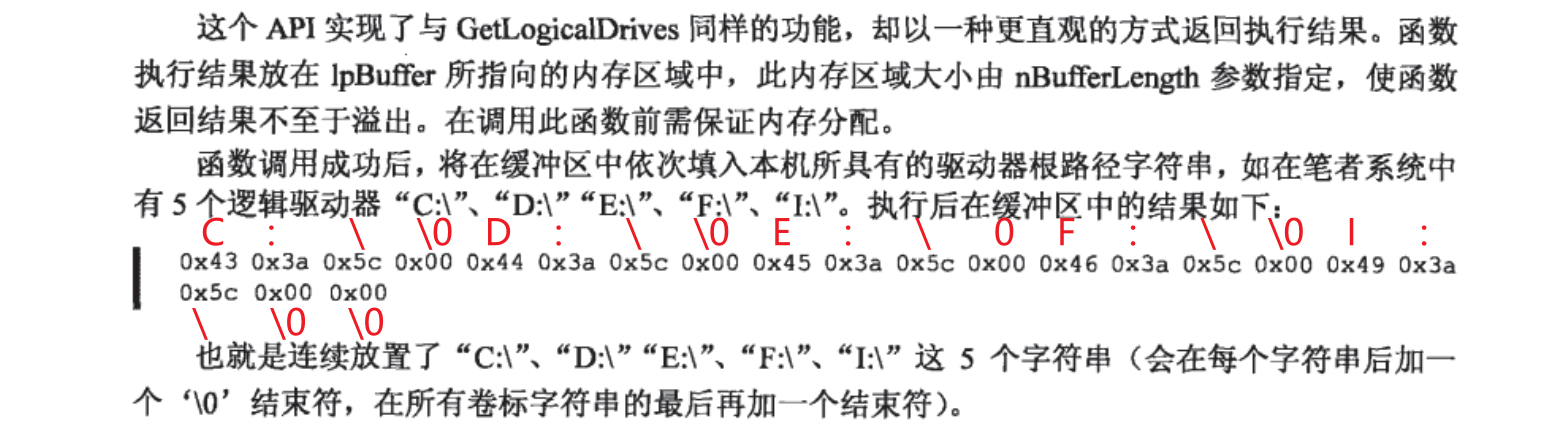 这个 API 实现了与 GetLogicalDrives 同样的功能，却以一种更直观的方式返回执行结果。函数
执行结果放在 lpBuffer 所指向的内存区域中，此内存区域大小由 nBufferLength 参数指定，使函数
返回结果不至于溢出。在调用此函数前需保证内存分配。
函数调用成功后，将在缓冲区中依次填入本机所具有的驱动器根路径字符串，如在笔者系统中
有 5 个逻辑驱动器“C:\”、“D:\”“E:\”、“F:\”、“I:\”。执行后在缓冲区中的结果如下：
C : \ \0 D : \ \0 E : \ 0 F : \ \0 I :
0x43 0x3a 0x5c 0x00 0x44 0x3a 0x5c 0x00 0x45 0x3a 0x5c 0x00 0x46 0x3a 0x5c 0x00 0x49 0x3a
0x5c 0x00 0x00
\ \0 \0
也就是连续放置了“C:\”、“D:\”“E:\”、“F:\”、“I:\”这 5 个字符串（会在每个字符串后加一
个‘\0’结束符，在所有卷标字符串的最后再加一个结束符）。